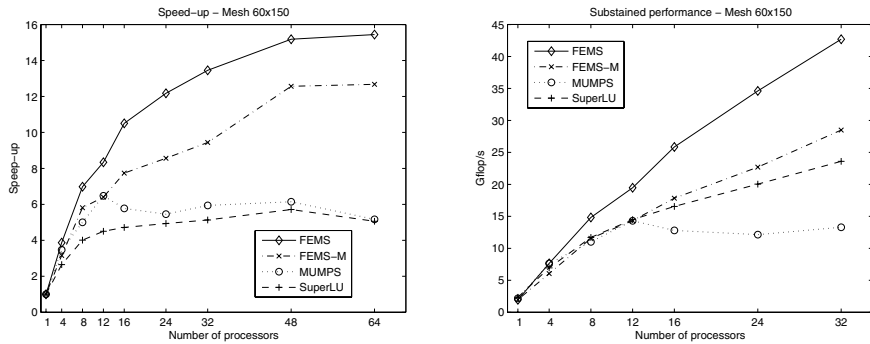 Speed-up - Mesh 60x150
16
14
12
10
8
6
4
2
0
Speep-up
1 4 8 12 16 24 32 48 64
Number of processors
FEMS
FEMS-M
MUMPS
SuperLU
Substained performance - Mesh 60x150
45
40
35
30
25
20
15
10
5
0
Gflop/s
1 4 8 12 16 24 32
Number of processors
FEMS
FEMS-M
MUMPS
SuperLU